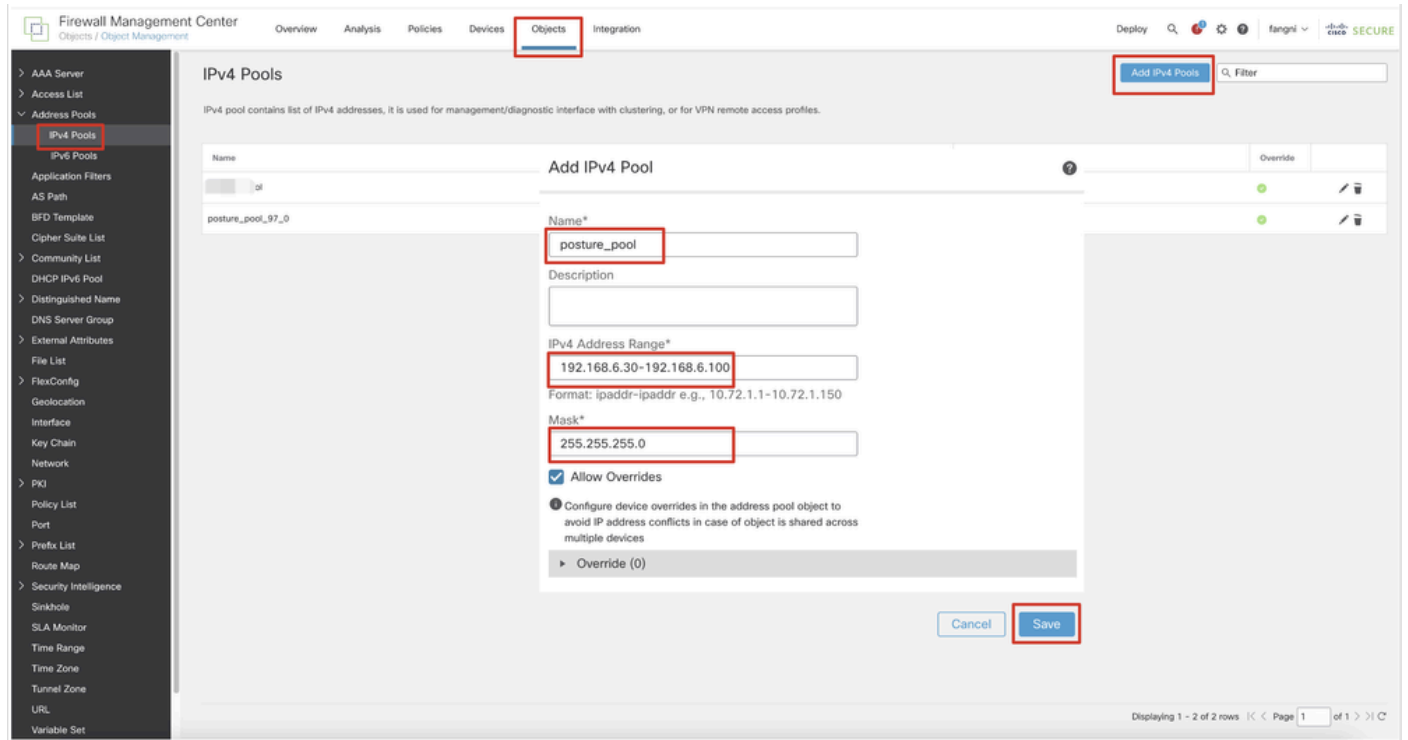 Firewall Management Center
Objects / Object Management
Overview Analysis Policies Devices Objects Integration
Deploy fangni
cisco SECURE
AAA Server
Access List
Address Pools
IPv4 Pools
IPv6 Pools
Application Filters
AS Path
BFD Template
Cipher Suite List
Community List
DHCP IPv6 Pool
Distinguished Name
DNS Server Group
External Attributes
File List
FlexConfig
Geolocation
Interface
Key Chain
Network
PKI
Policy List
Port
Prefix List
Route Map
Security Intelligence
Sinkhole
SLA Monitor
Time Range
Time Zone
Tunnel Zone
URL
Variable Set
IPv4 Pools
Add IPv4 Pools
Filter
IPv4 pool contains list of IPv4 addresses, it is used for management/diagnostic interface with clustering, or for VPN remote access profiles.
Name
Override
ol
posture_pool_97_0
Add IPv4 Pool
Name*
posture_pool
Description
IPv4 Address Range*
192.168.6.30-192.168.6.100
Format: ipaddr-ipaddr e.g., 10.72.1.1-10.72.1.150
Mask*
255.255.255.0
Allow Overrides
Configure device overrides in the address pool object to
avoid IP address conflicts in case of object is shared across
multiple devices
Override (0)
Cancel
Save
Displaying 1 - 2 of 2 rows |< < Page 1 of 1 > >|